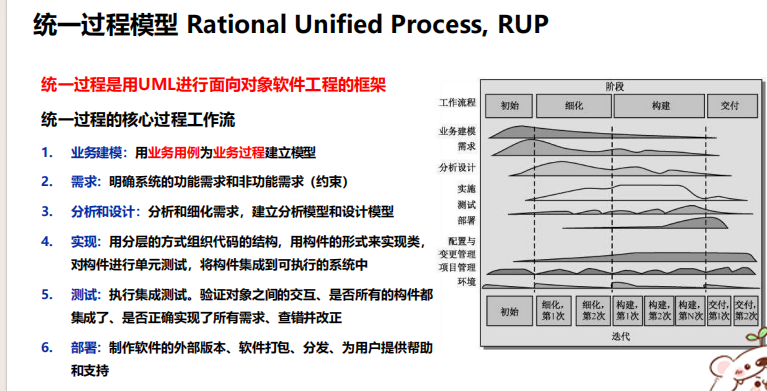 统一过程模型 Rational Unified Process, RUP
统一过程是用UML进行面向对象软件工程的框架
统一过程的核心过程工作流
1. 业务建模：用业务用例为业务过程建立模型
2. 需求：明确系统的功能需求和非功能需求（约束）
3. 分析和设计：分析和细化需求，建立分析模型和设计模型
4. 实现：用分层的方式组织代码的结构，用构件的形式来实现类，
对构件进行单元测试，将构件集成到可执行的系统中
5. 测试：执行集成测试。验证对象之间的交互、是否所有的构件都
集成了、是否正确实现了所有需求、查错并改正
6. 部署：制作软件的外部版本、软件打包、分发、为用户提供帮助
和支持
阶段
工作流程 初始 细化 构建 交付
业务建模
需求
分析设计
实施
测试
部署
配置与
变更管理
项目管理
环境
初始 细化，第1次 细化，第2次 构建，第1次 构建，第2次 构建，第N次 交付，第1次 交付，第2次
迭代